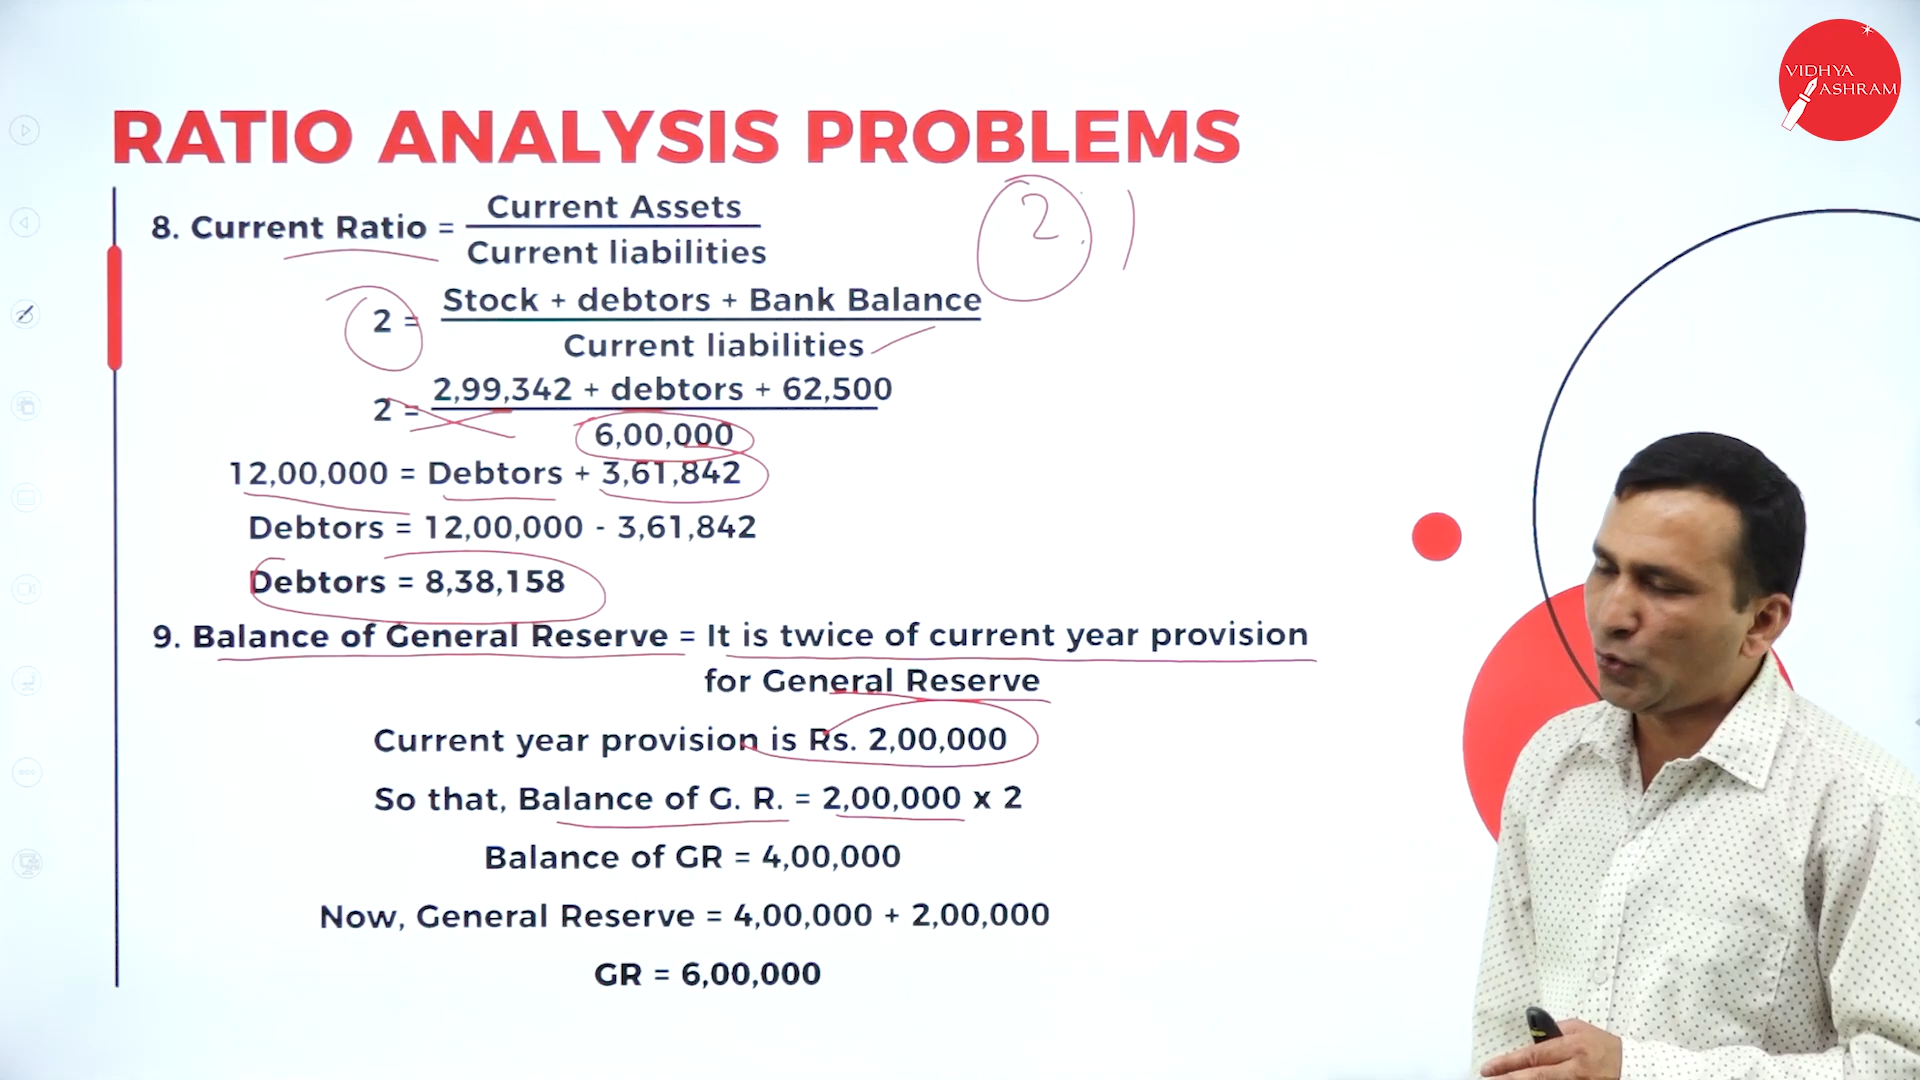 VIDHYA
ASHRAM
RATIO ANALYSIS PROBLEMS
8. Current Ratio = Current Assets
Current liabilities
2 : 1
2 = Stock + debtors + Bank Balance
Current liabilities
2 = 2,99,342 + debtors + 62,500
6,00,000
12,00,000 = Debtors + 3,61,842
Debtors = 12,00,000 - 3,61,842
Debtors = 8,38,158
9. Balance of General Reserve = It is twice of current year provision
for General Reserve
Current year provision is Rs. 2,00,000
So that, Balance of G. R. = 2,00,000 x 2
Balance of GR = 4,00,000
Now, General Reserve = 4,00,000 + 2,00,000
GR = 6,00,000